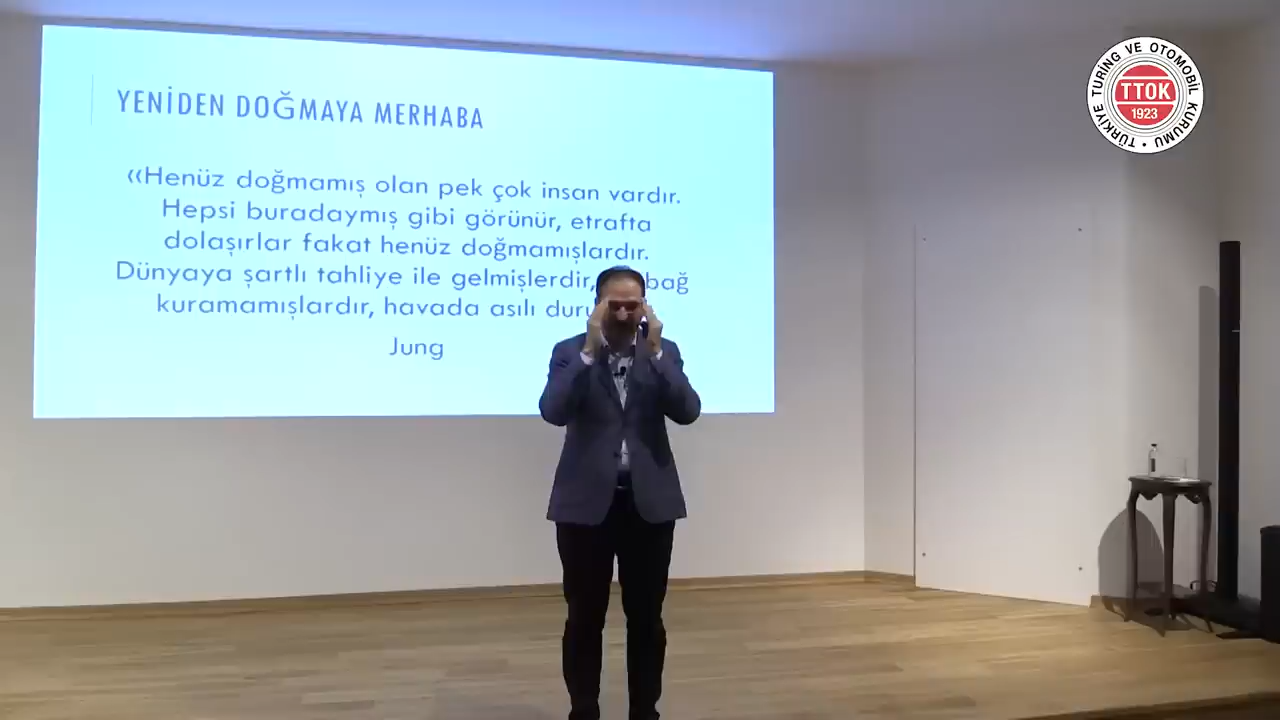 YENİDEN DOĞMAYA MERHABA
‹‹Henüz doğmamış olan pek çok insan vardır.
Hepsi buradaymış gibi görünür, etrafta
dolaşırlar fakat henüz doğmamışlardır.
Dünyaya şartlı tahliye ile gelmişlerdir, bağ
kuramamışlardır, havada asılı
Jung
TÜRKİYE TURİNG VE OTOMOBİL KURUMU
TTOK
1923